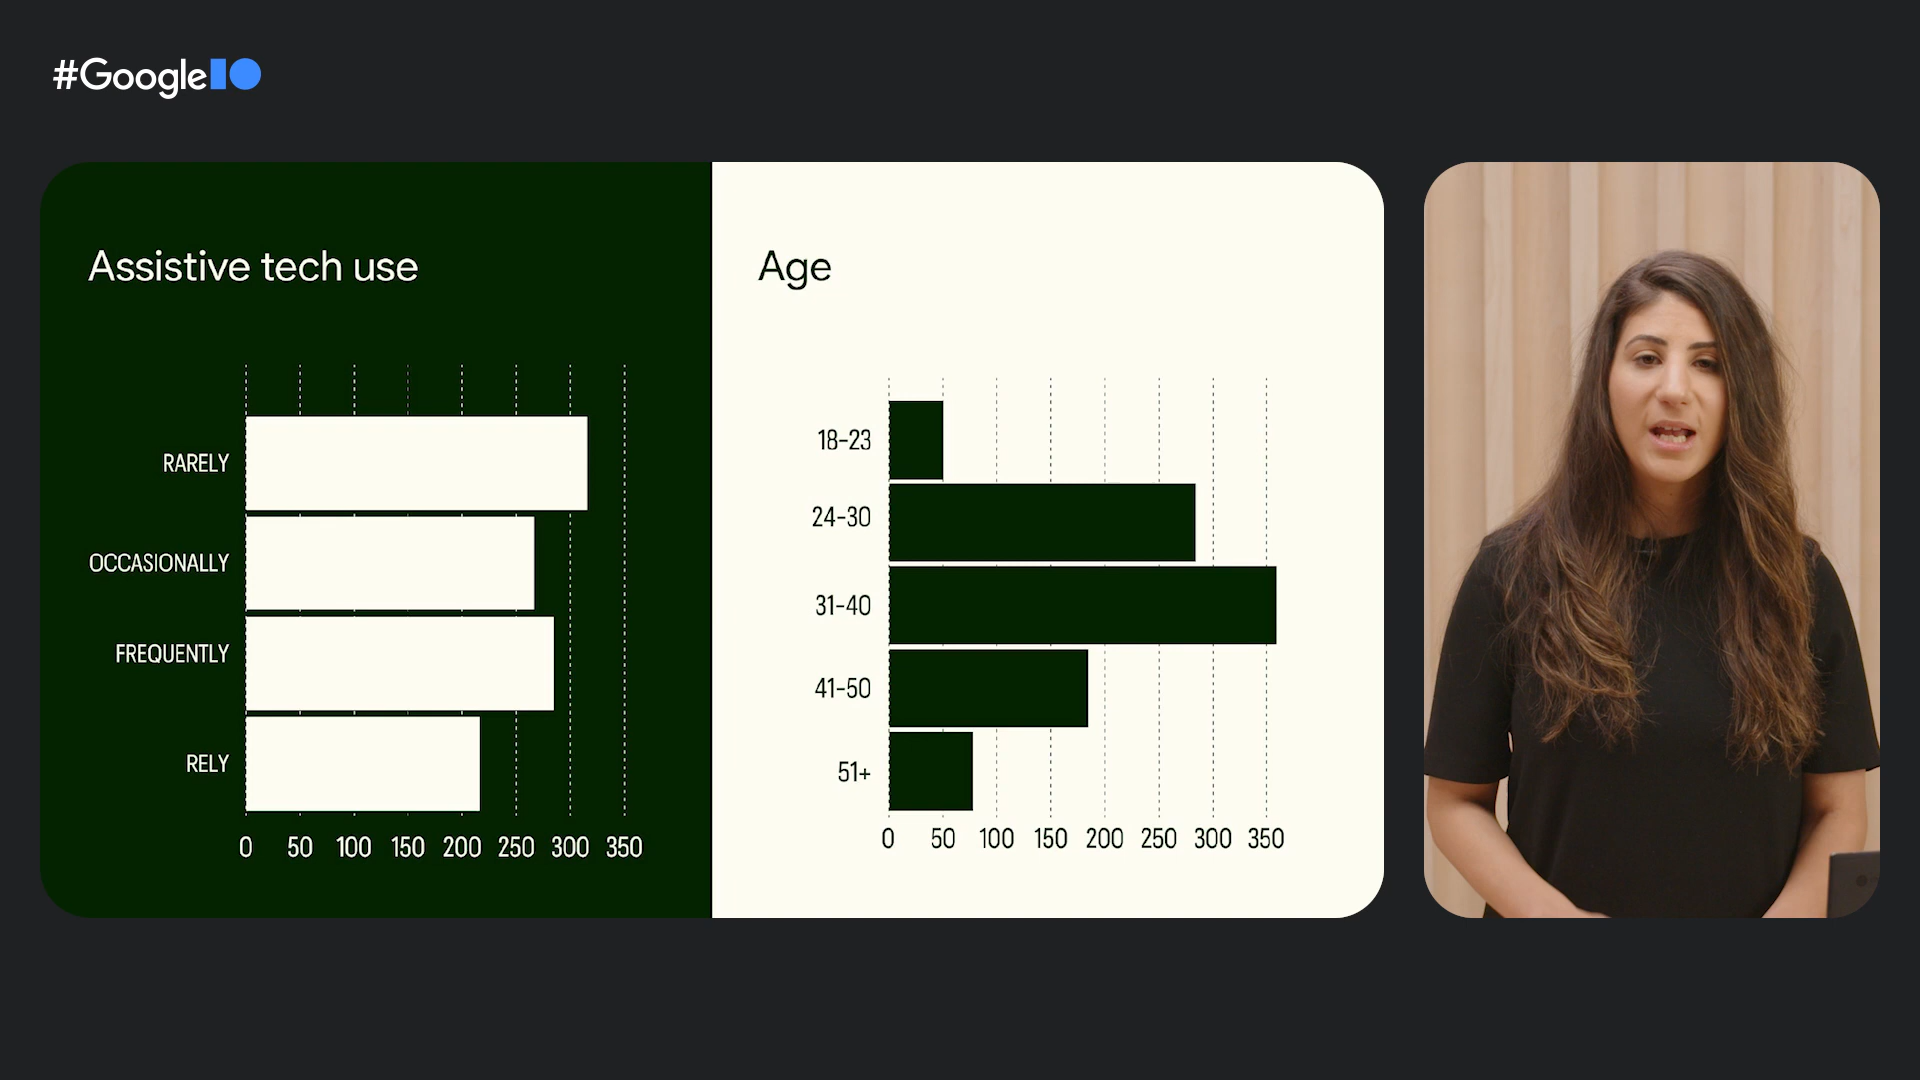 #GoogleIO
Assistive tech use
RARELY
OCCASIONALLY
FREQUENTLY
RELY
0 50 100 150 200 250 300 350
Age
18-23
24-30
31-40
41-50
51+
0 50 100 150 200 250 300 350